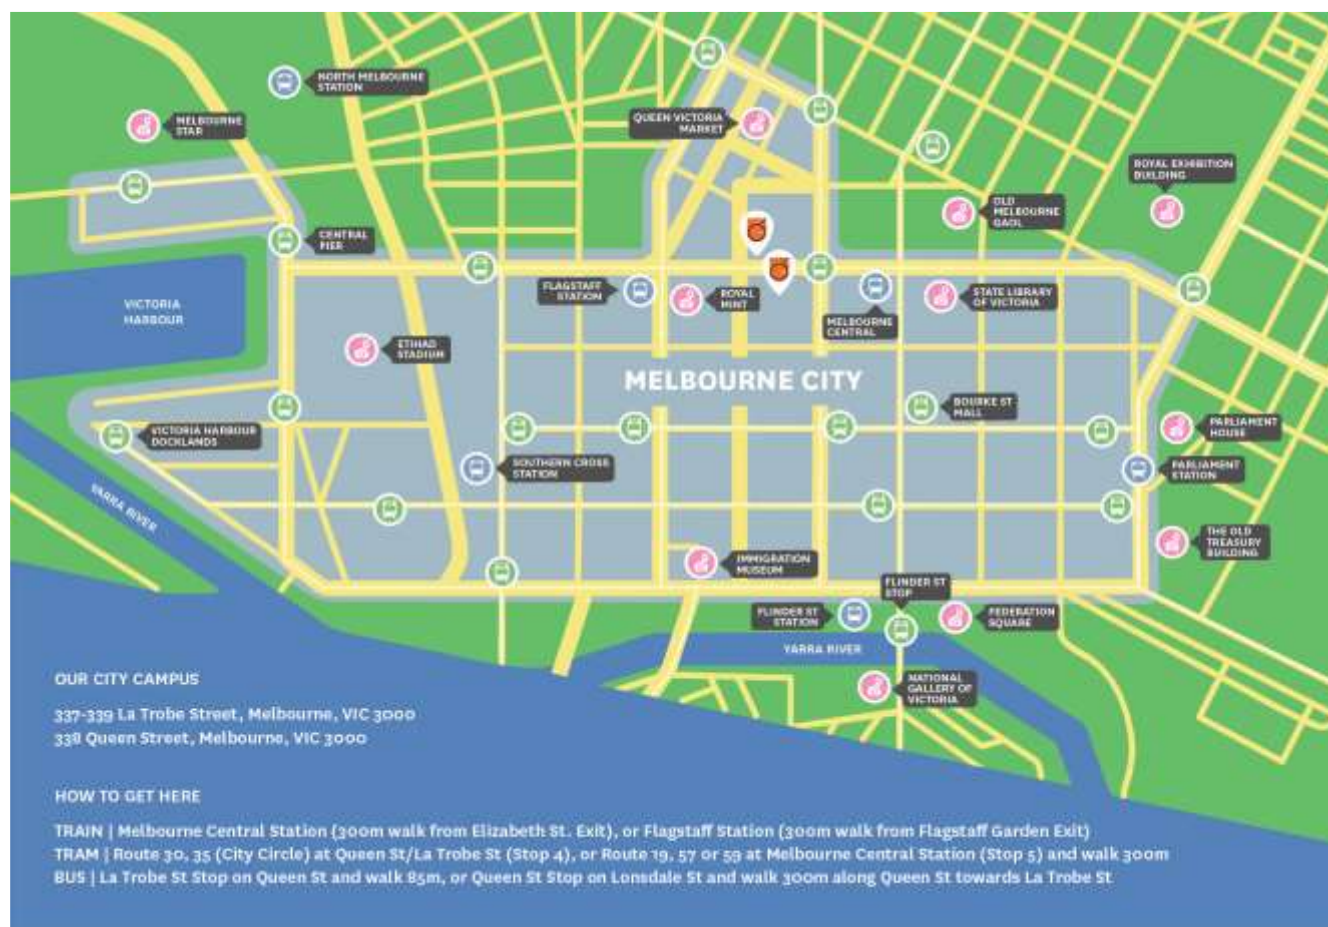 NORTH MELBOURNE
STATION
MELBOURNE
STAR
QUEEN VICTORIA
MARKET
ROYAL EXHIBITION
BUILDING
OLD
MELBOURNE
GAOL
CENTRAL
PIER
FLAGSTAFF
STATION
ROYAL
MINT
MELBOURNE
CENTRAL
STATE LIBRARY
OF VICTORIA
VICTORIA
HARBOUR
ETIHAD
STADIUM
MELBOURNE CITY
BOURKE ST
MALL
VICTORIA HARBOUR
DOCKLANDS
PARLIAMENT
HOUSE
SOUTHERN CROSS
STATION
PARLIAMENT
STATION
YARRA RIVER
THE OLD
TREASURY
BUILDING
IMMIGRATION
MUSEUM
FLINDER ST
STOP
FLINDER ST
STATION
FEDERATION
SQUARE
YARRA RIVER
NATIONAL
GALLERY OF
VICTORIA
OUR CITY CAMPUS
337-339 La Trobe Street, Melbourne, VIC 3000
338 Queen Street, Melbourne, VIC 3000
HOW TO GET HERE
TRAIN | Melbourne Central Station (300m walk from Elizabeth St. Exit), or Flagstaff Station (300m walk from Flagstaff Garden Exit)
TRAM | Route 30, 35 (City Circle) at Queen St/La Trobe St (Stop 4), or Route 19, 57 or 59 at Melbourne Central Station (Stop 5) and walk 300m
BUS | La Trobe St Stop on Queen St and walk 85m, or Queen St Stop on Lonsdale St and walk 300m along Queen St towards La Trobe St